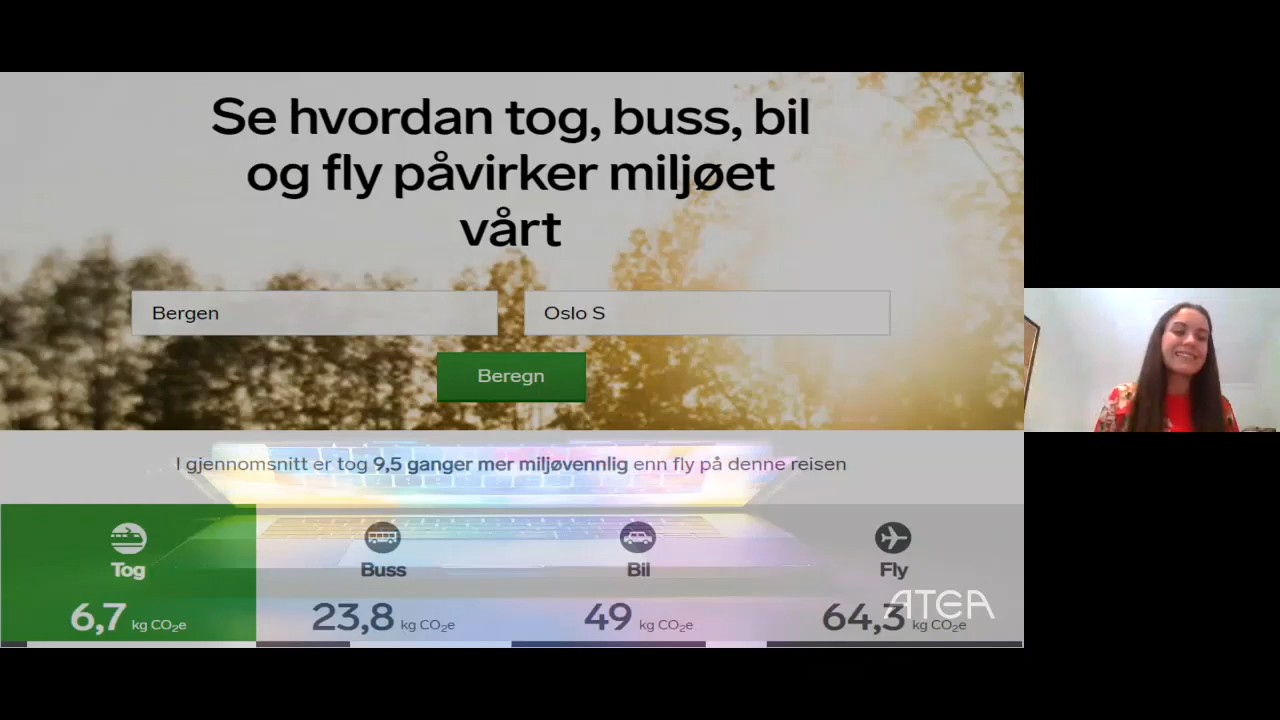 Se hvordan tog, buss, bil
og fly påvirker miljøet
vårt
Bergen
Oslo S
Beregn
I gjennomsnitt er tog 9,5 ganger mer miljøvennlig enn fly på denne reisen
Tog
Buss
Bil
Fly
6,7 kg CO₂e
23,8 kg CO₂e
49 kg CO₂e
64,3 kg CO₂e
ATEA